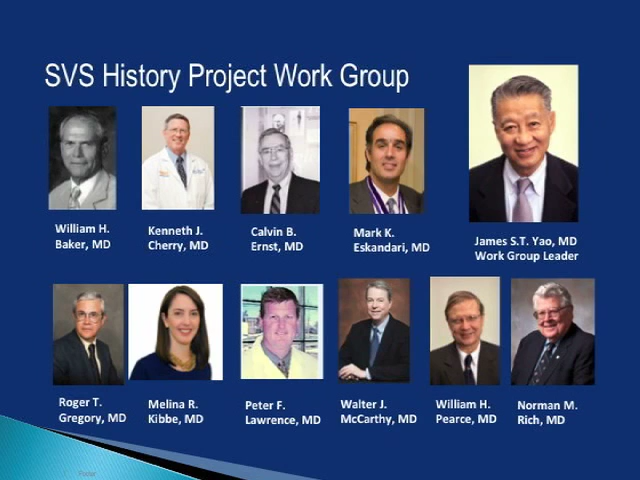 SVS History Project Work Group
William H.
Baker, MD
Kenneth J.
Cherry, MD
Calvin B.
Ernst, MD
Mark K.
Eskandari, MD
James S.T. Yao, MD
Work Group Leader
Roger T.
Gregory, MD
Melina R.
Kibbe, MD
Peter F.
Lawrence, MD
Walter J.
McCarthy, MD
William H.
Pearce, MD
Norman M.
Rich, MD
Footer